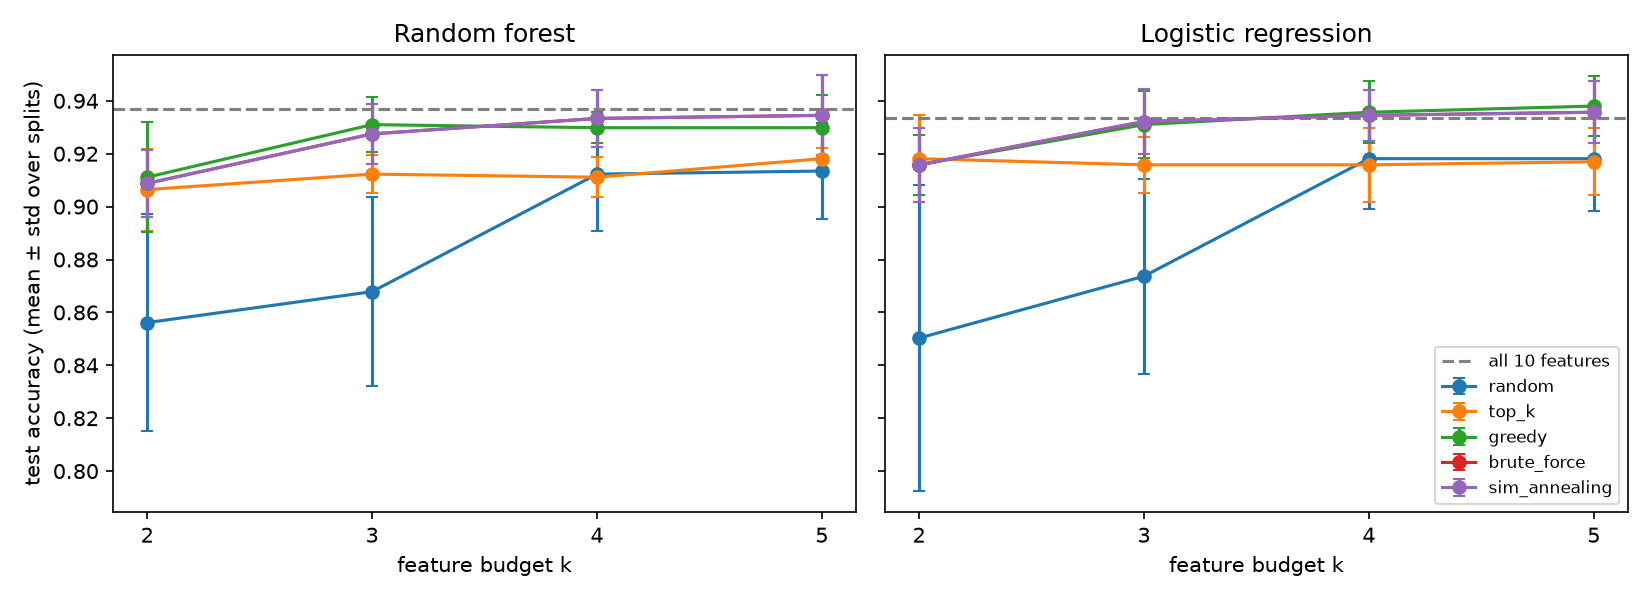 Random forest
Logistic regression
test accuracy (mean ± std over splits)
0.94
0.92
0.90
0.88
0.86
0.84
0.82
0.80
2
3
4
5
feature budget k
2
3
4
5
feature budget k
all 10 features
random
top_k
greedy
brute_force
sim_annealing